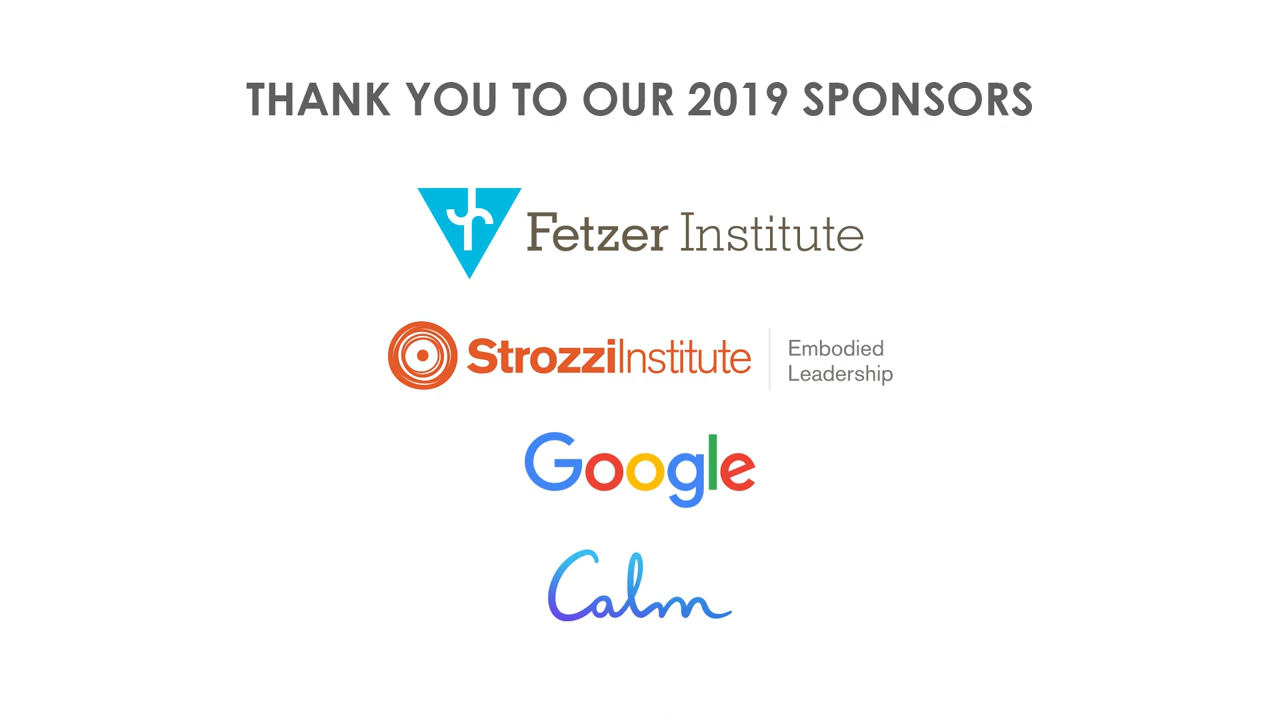 THANK YOU TO OUR 2019 SPONSORS
Fetzer Institute
StrozziInstitute
Embodied
Leadership
Google
Calm